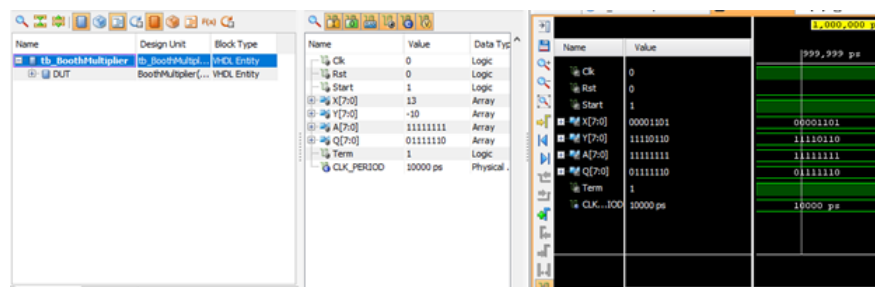 Name Design Unit Block Type
tb_BoothMultiplier tb_BoothMultipl... VHDL Entity
DUT BoothMultiplier(... VHDL Entity
Name Value Data Typ
Clk 0 Logic
Rst 0 Logic
Start 1 Logic
X[7:0] 13 Array
Y[7:0] -10 Array
A[7:0] 11111111 Array
Q[7:0] 01111110 Array
Term 1 Logic
CLK_PERIOD 10000 ps Physical .
1,000,000 p
Name Value 999,999 ps
Clk 0
Rst 0
Start 1
X[7:0] 00001101 00001101
Y[7:0] 11110110 11110110
A[7:0] 11111111 11111111
Q[7:0] 01111110 01111110
Term 1
CLK...IOD 10000 ps 10000 ps